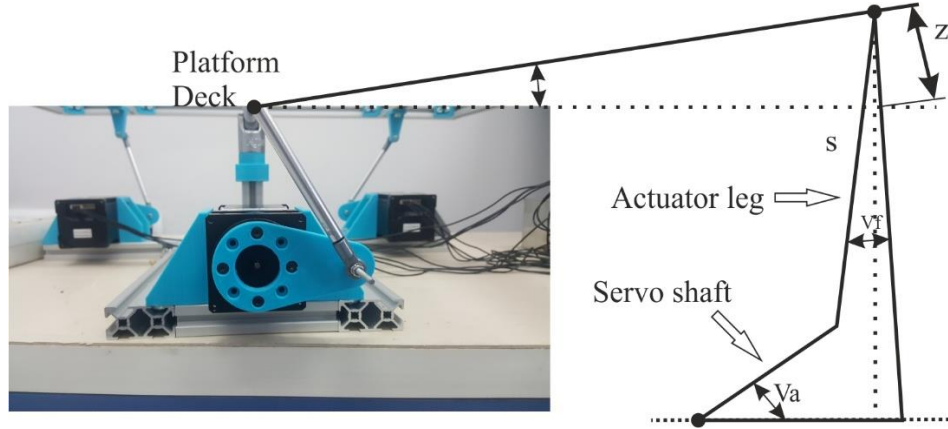 Platform
Deck
z
s
Actuator leg
Vf
Servo shaft
Va